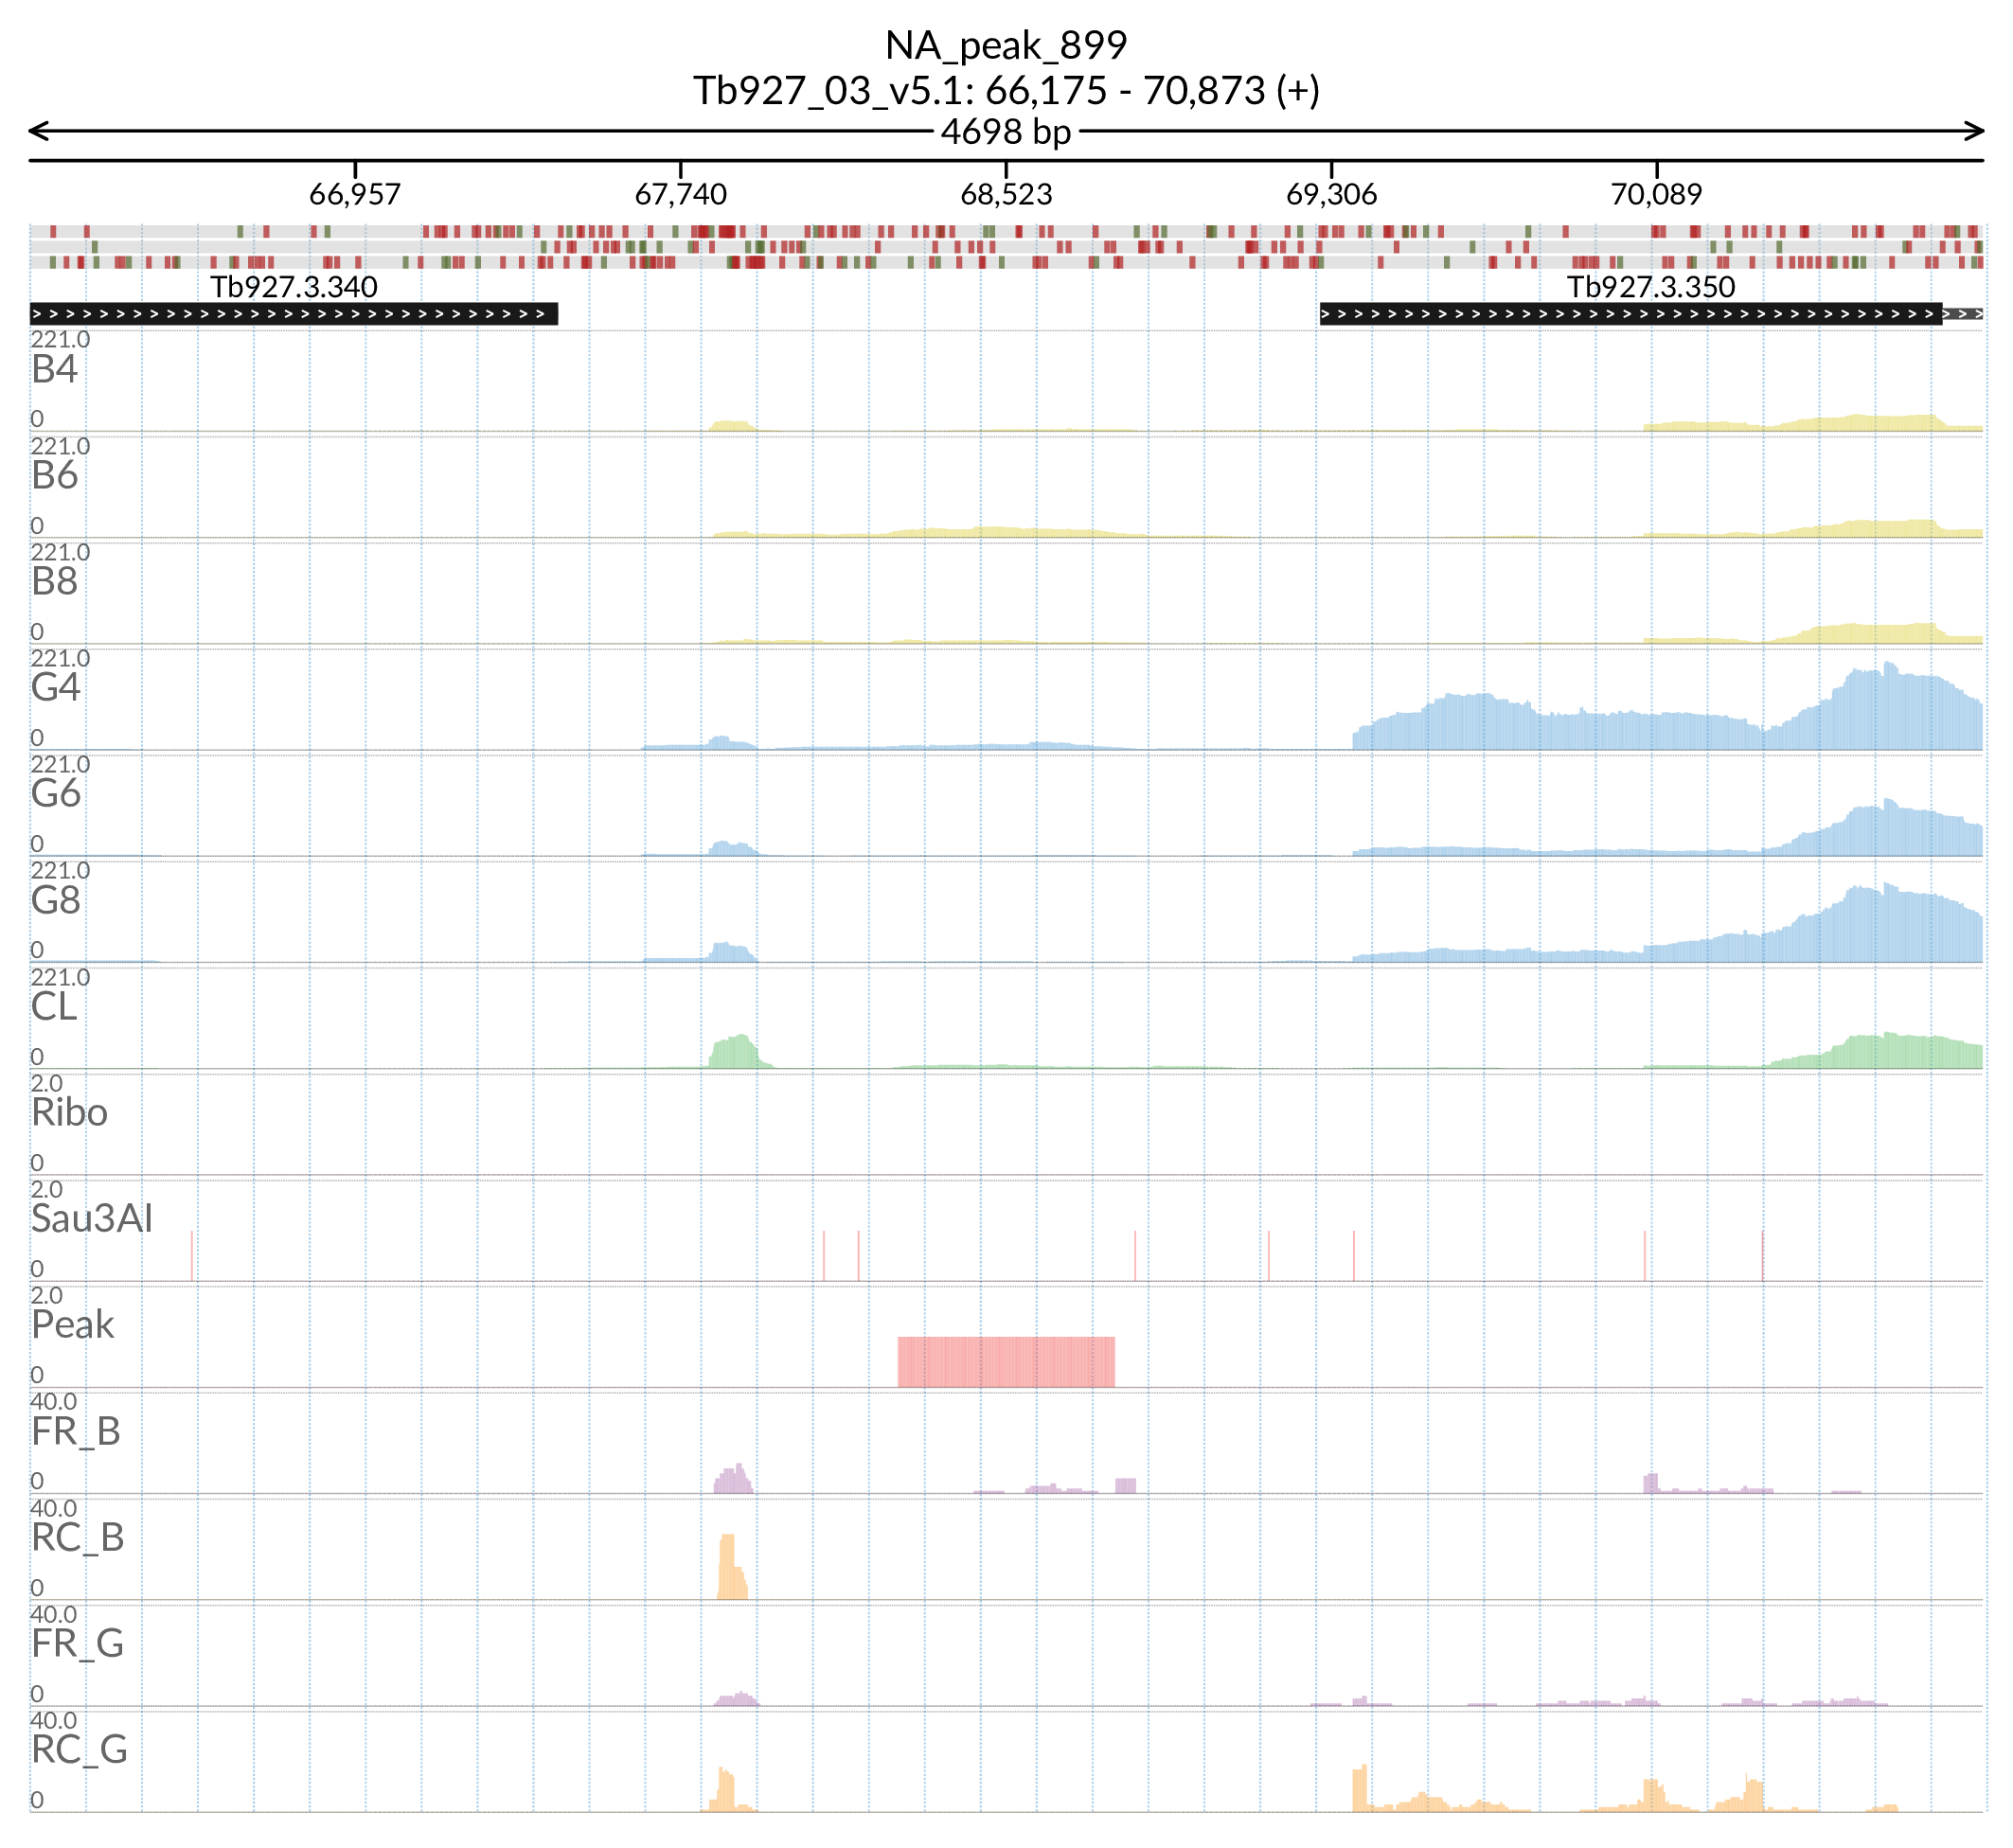 NA_peak_899
Tb927_03_v5.1: 66,175 - 70,873 (+)
4698 bp
66,957 67,740 68,523 69,306 70,089
Tb927.3.340 Tb927.3.350
221.0
B4
0
221.0
B6
0
221.0
B8
0
221.0
G4
0
221.0
G6
0
221.0
G8
0
221.0
CL
0
2.0
Ribo
0
2.0
Sau3AI
0
2.0
Peak
0
40.0
FR_B
0
40.0
RC_B
0
40.0
FR_G
0
40.0
RC_G
0